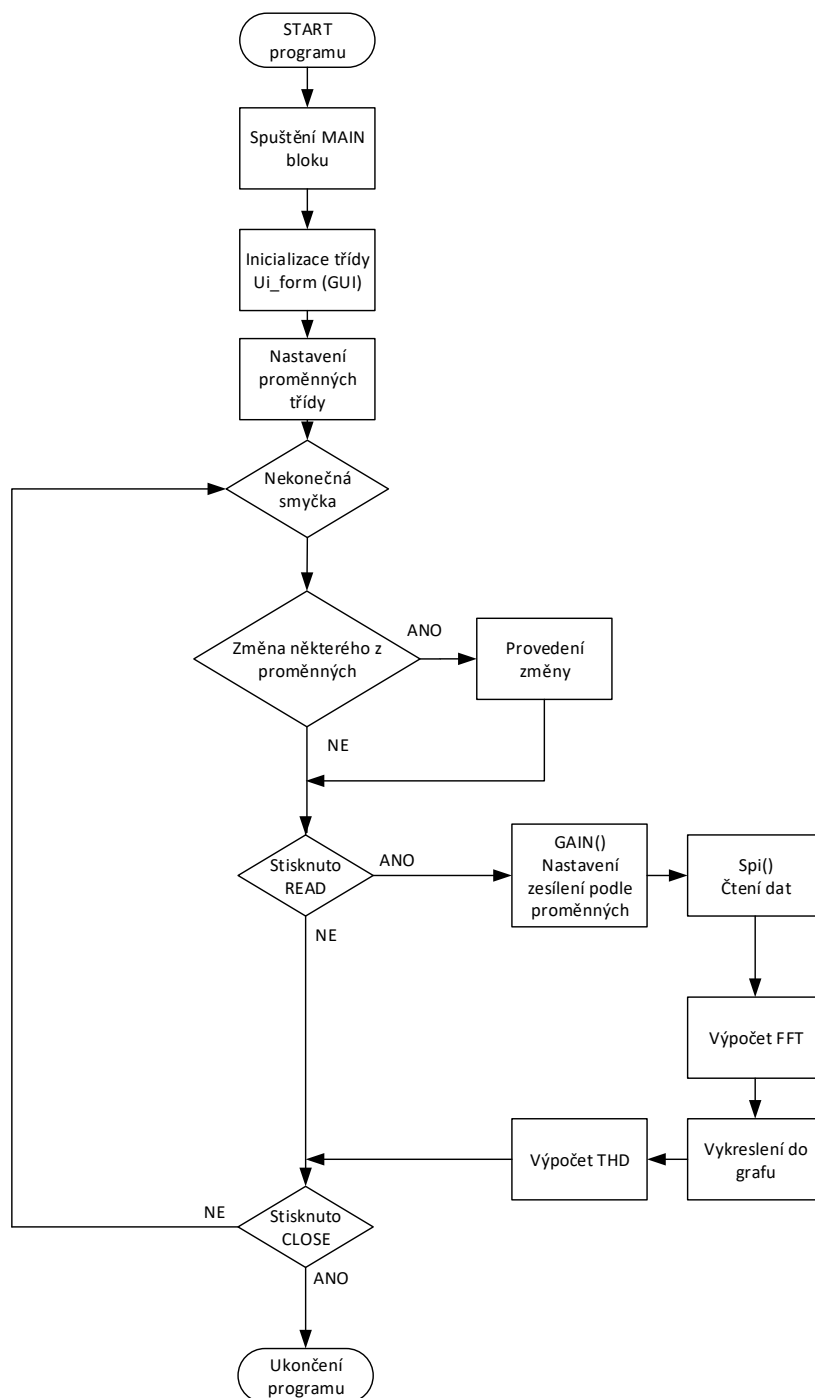 START
programu
Spuštění MAIN
bloku
Inicializace třídy
Ui_form (GUI)
Nastavení
proměnných
třídy
Nekonečná
smyčka
Změna některého z
proměnných
ANO
Provedení
změny
NE
Stisknuto
READ
ANO
GAIN()
Nastavení
zesílení podle
proměnných
Spi()
Čtení dat
NE
Výpočet FFT
Vykreslení do
grafu
Výpočet THD
Stisknuto
CLOSE
NE
ANO
Ukončení
programu